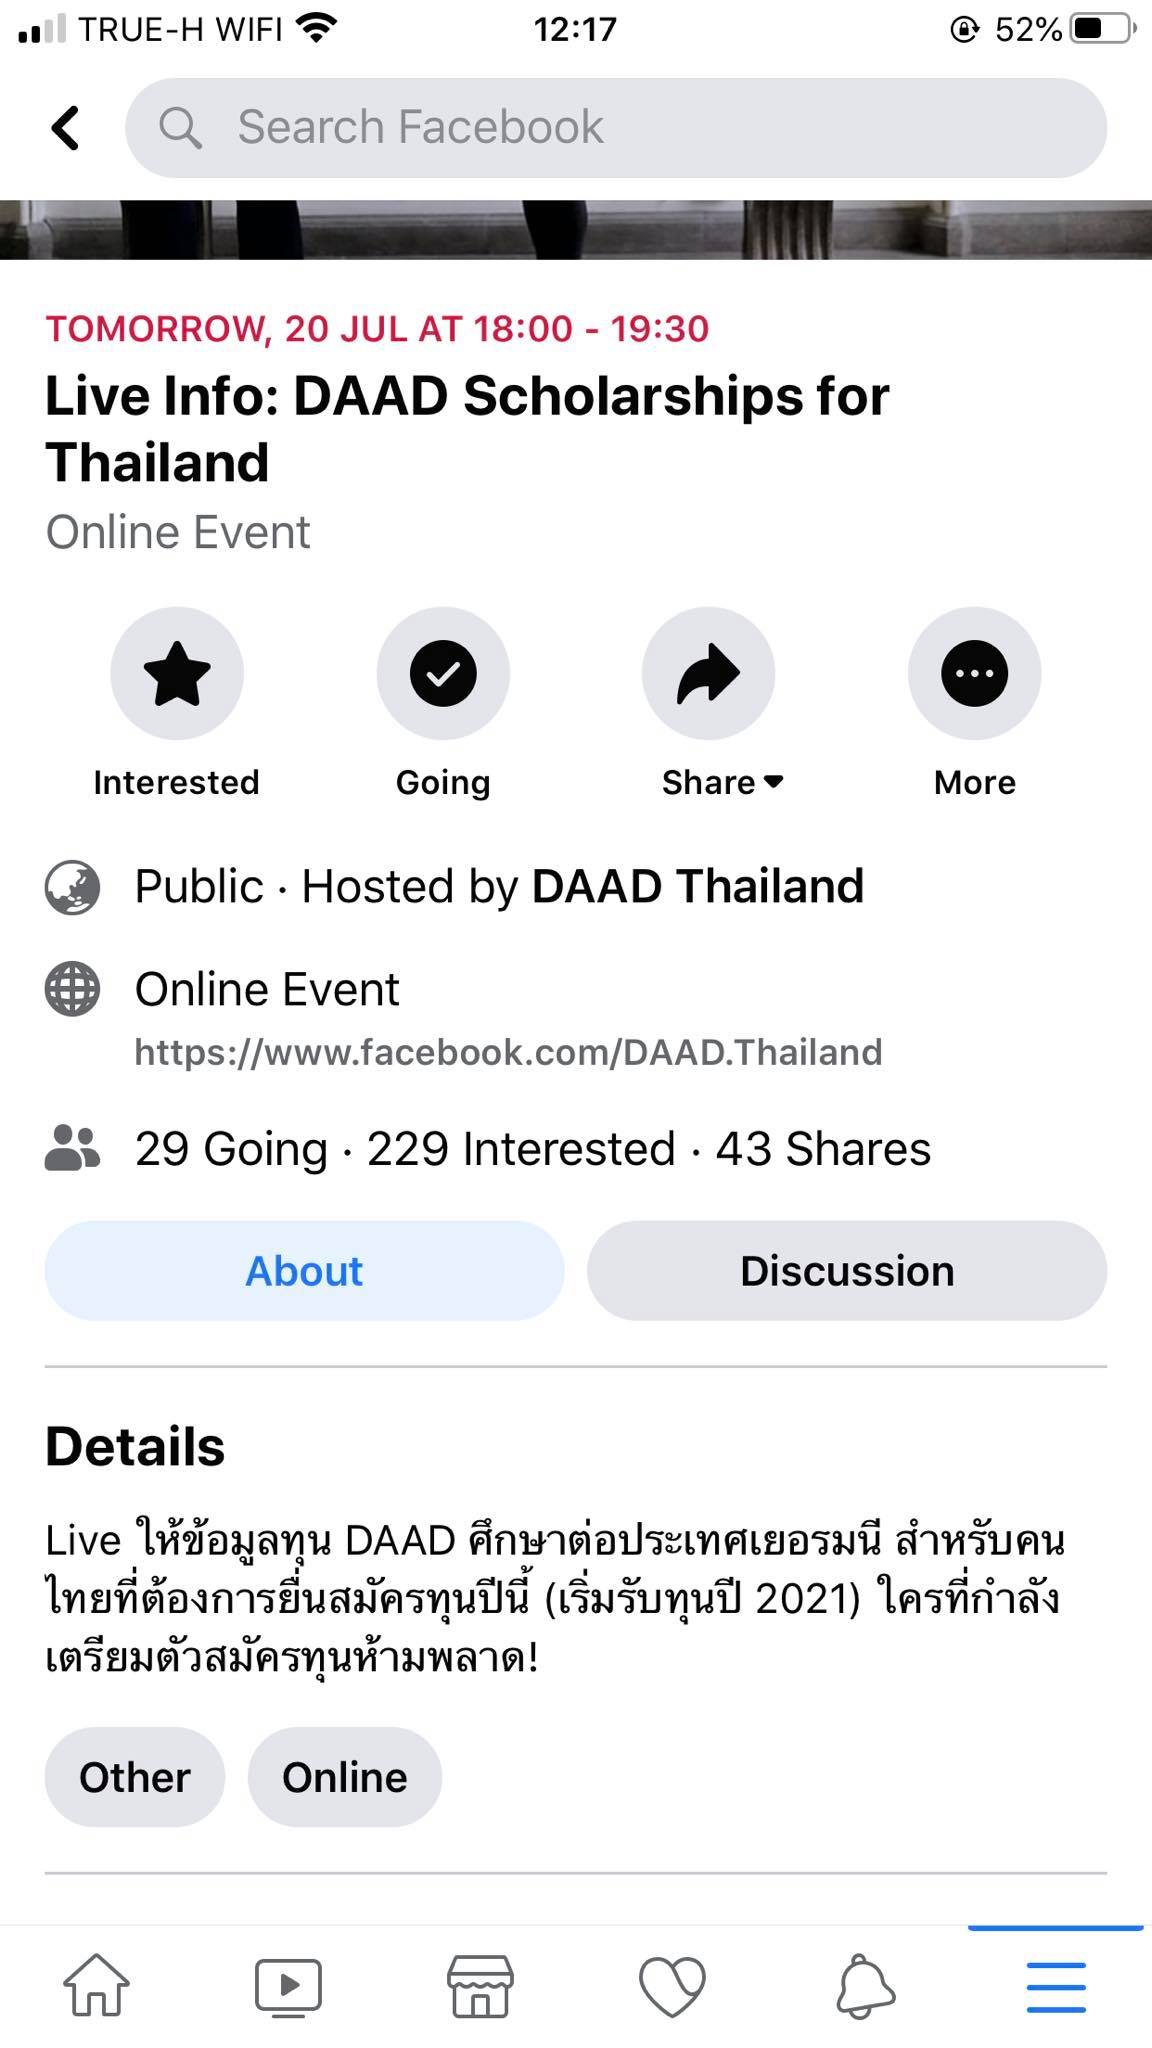 TRUE-H WIFI 12:17 52%
Search Facebook
TOMORROW, 20 JUL AT 18:00 - 19:30
Live Info: DAAD Scholarships for
Thailand
Online Event
Interested Going Share More
Public · Hosted by DAAD Thailand
Online Event
https://www.facebook.com/DAAD.Thailand
29 Going · 229 Interested · 43 Shares
About Discussion
Details
Live ให้ข้อมูลทุน DAAD ศึกษาต่อประเทศเยอรมนี สำหรับคน
ไทยที่ต้องการยื่นสมัครทุนปีนี้ (เริ่มรับทุนปี 2021) ใครที่กำลัง
เตรียมตัวสมัครทุนห้ามพลาด!
Other Online